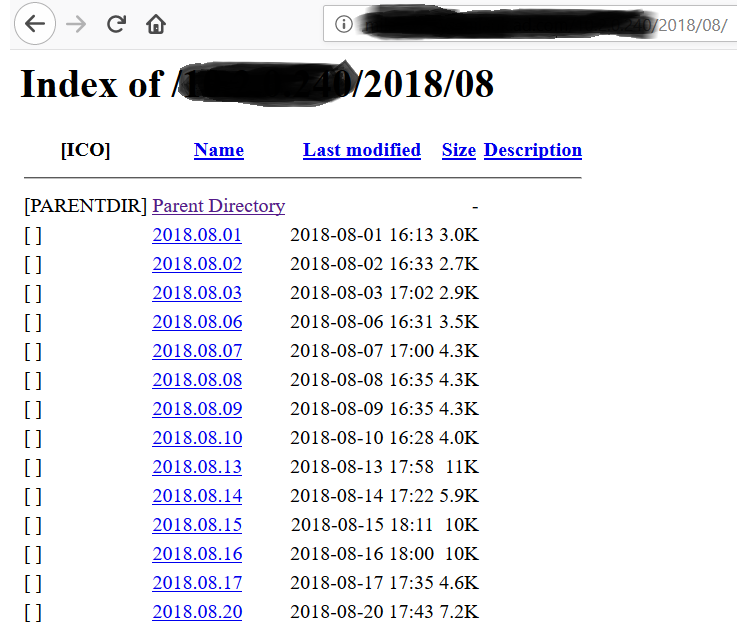 /2018/08/
Index of / /2018/08
[ICO] Name Last modified Size Description
[PARENTDIR] Parent Directory -
[ ] 2018.08.01 2018-08-01 16:13 3.0K
[ ] 2018.08.02 2018-08-02 16:33 2.7K
[ ] 2018.08.03 2018-08-03 17:02 2.9K
[ ] 2018.08.06 2018-08-06 16:31 3.5K
[ ] 2018.08.07 2018-08-07 17:00 4.3K
[ ] 2018.08.08 2018-08-08 16:35 4.3K
[ ] 2018.08.09 2018-08-09 16:35 4.3K
[ ] 2018.08.10 2018-08-10 16:28 4.0K
[ ] 2018.08.13 2018-08-13 17:58 11K
[ ] 2018.08.14 2018-08-14 17:22 5.9K
[ ] 2018.08.15 2018-08-15 18:11 10K
[ ] 2018.08.16 2018-08-16 18:00 10K
[ ] 2018.08.17 2018-08-17 17:35 4.6K
[ ] 2018.08.20 2018-08-20 17:43 7.2K